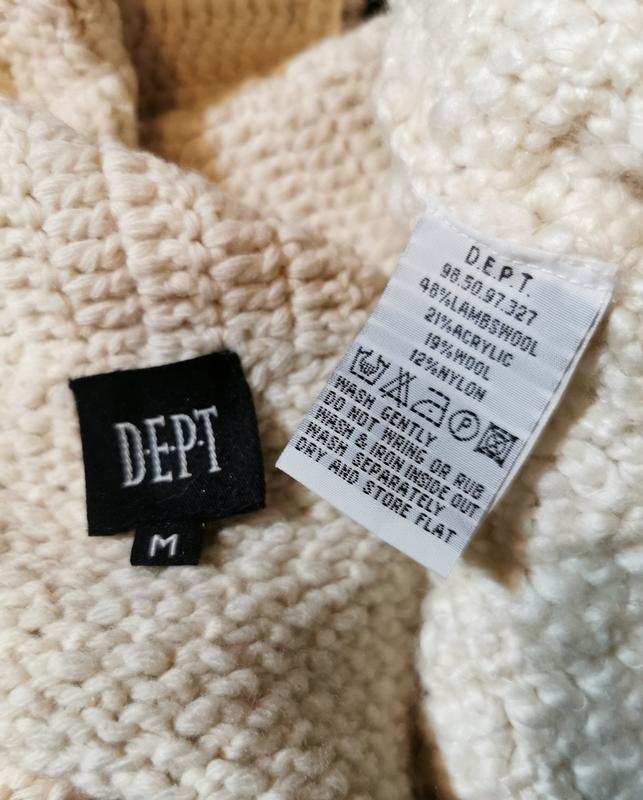 D.E.P.T.
98.50.97.327
48%LAMBSWOOL
21%ACRYLIC
19%WOOL
12%NYLON
P
WASH GENTLY
DO NOT WRING OR RUB
WASH & IRON INSIDE OUT
WASH SEPARATELY
DRY AND STORE FLAT
D·E·P·T
M